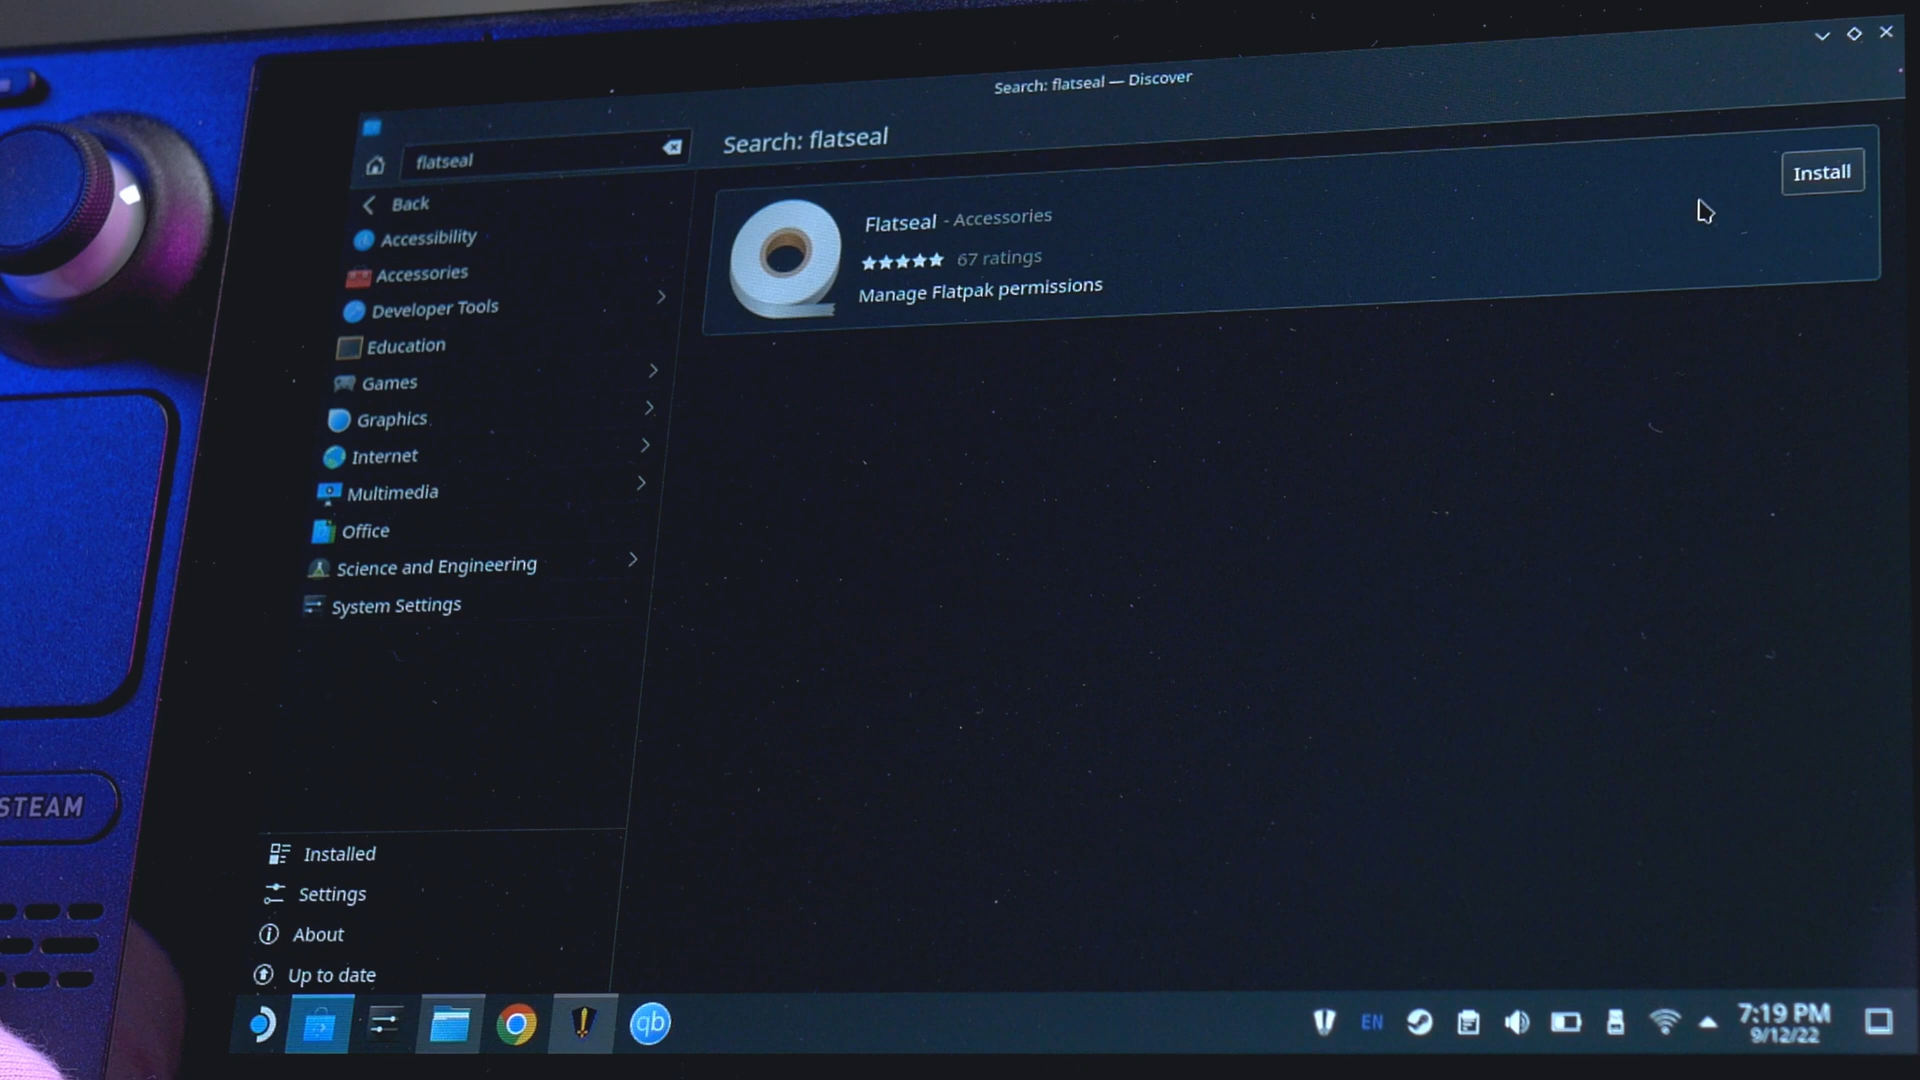 Search: flatseal — Discover
flatseal
Search: flatseal
Install
Back
Accessibility
Accessories
Developer Tools
Education
Games
Graphics
Internet
Multimedia
Office
Science and Engineering
System Settings
Flatseal - Accessories
67 ratings
Manage Flatpak permissions
STEAM
Installed
Settings
About
Up to date
qb
EN
7:19 PM
9/12/22